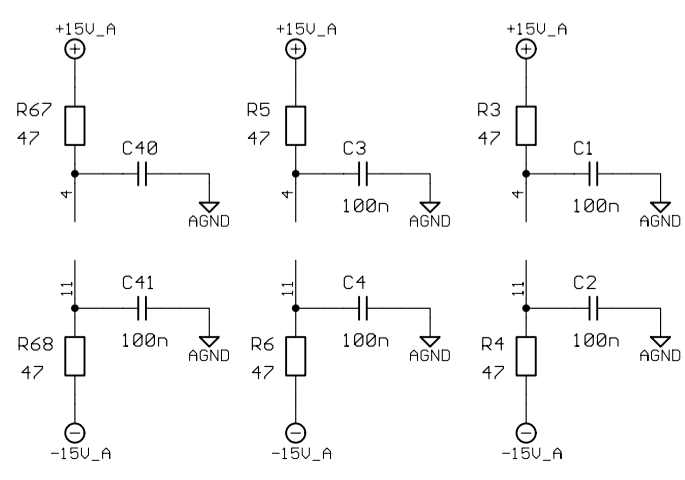 +15V_A +15V_A +15V_A
R67 R5 R3
47 47 47
C40 C3 C1
4 4 4
100n 100n
AGND AGND AGND
11 11 11
C41 C4 C2
100n 100n 100n
R68 R6 R4
AGND AGND AGND
47 47 47
-15V_A -15V_A -15V_A